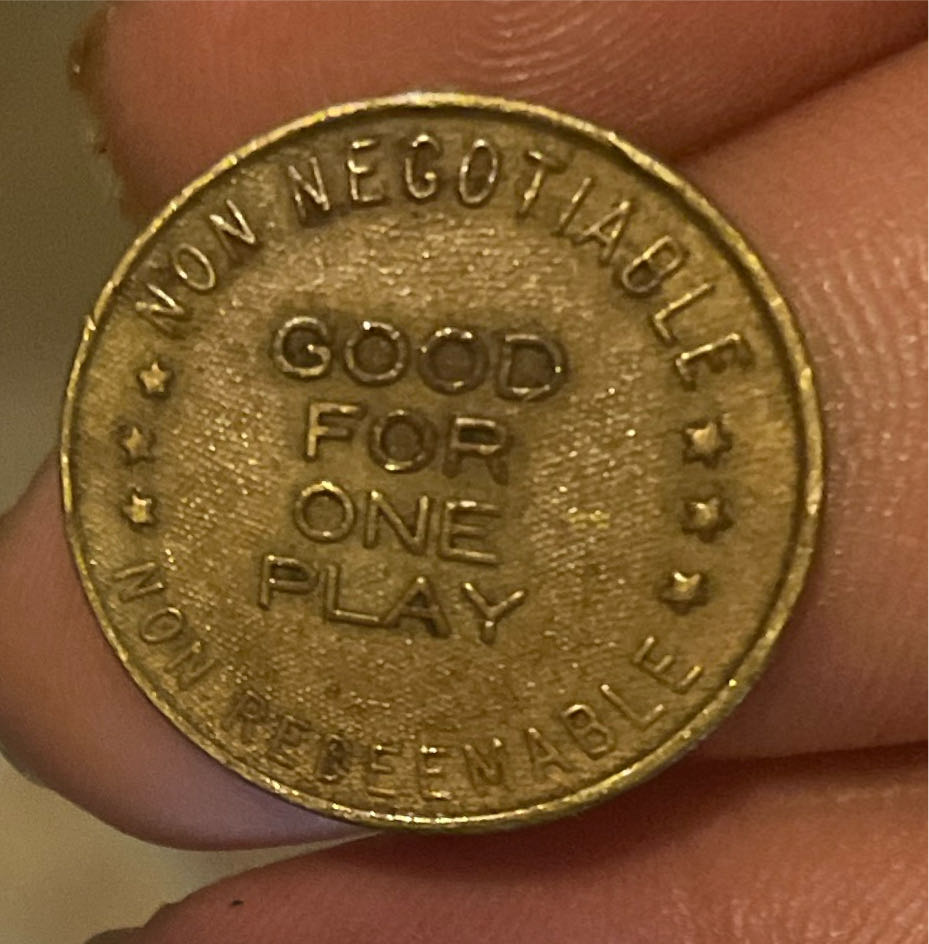 NON NEGOTIABLE
GOOD
FOR
ONE
PLAY
NON REDEEMABLE